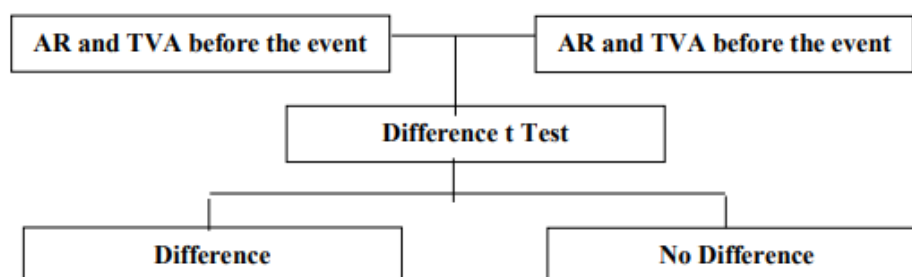 AR and TVA before the event
AR and TVA before the event
Difference t Test
Difference
No Difference